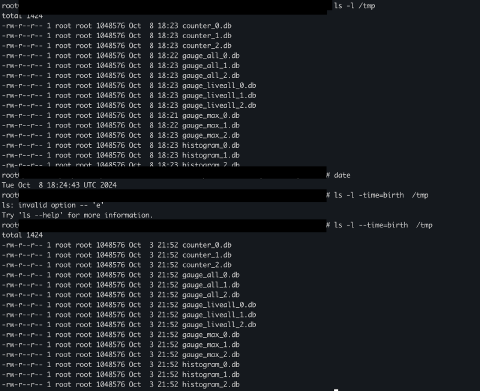 root ls -l /tmp
total 1424
-rw-r--r-- 1 root root 1048576 Oct  8 18:23 counter_0.db
-rw-r--r-- 1 root root 1048576 Oct  8 18:23 counter_1.db
-rw-r--r-- 1 root root 1048576 Oct  8 18:23 counter_2.db
-rw-r--r-- 1 root root 1048576 Oct  8 18:22 gauge_all_0.db
-rw-r--r-- 1 root root 1048576 Oct  8 18:23 gauge_all_1.db
-rw-r--r-- 1 root root 1048576 Oct  8 18:23 gauge_all_2.db
-rw-r--r-- 1 root root 1048576 Oct  8 18:23 gauge_liveall_0.db
-rw-r--r-- 1 root root 1048576 Oct  8 18:23 gauge_liveall_1.db
-rw-r--r-- 1 root root 1048576 Oct  8 18:23 gauge_liveall_2.db
-rw-r--r-- 1 root root 1048576 Oct  8 18:21 gauge_max_0.db
-rw-r--r-- 1 root root 1048576 Oct  8 18:22 gauge_max_1.db
-rw-r--r-- 1 root root 1048576 Oct  8 18:23 gauge_max_2.db
-rw-r--r-- 1 root root 1048576 Oct  8 18:23 histogram_0.db
-rw-r--r-- 1 root root 1048576 Oct  8 18:23 histogram_1.db
-rw-r--r-- 1 root root 1048576 Oct  8 18:23 histogram_2.db
root # date
Tue Oct  8 18:24:43 UTC 2024
root # ls -l -time=birth  /tmp
ls: invalid option -- 'e'
Try 'ls --help' for more information.
root # ls -l --time=birth  /tmp
total 1424
-rw-r--r-- 1 root root 1048576 Oct  3 21:52 counter_0.db
-rw-r--r-- 1 root root 1048576 Oct  3 21:52 counter_1.db
-rw-r--r-- 1 root root 1048576 Oct  3 21:52 counter_2.db
-rw-r--r-- 1 root root 1048576 Oct  3 21:52 gauge_all_0.db
-rw-r--r-- 1 root root 1048576 Oct  3 21:52 gauge_all_1.db
-rw-r--r-- 1 root root 1048576 Oct  3 21:52 gauge_all_2.db
-rw-r--r-- 1 root root 1048576 Oct  3 21:52 gauge_liveall_0.db
-rw-r--r-- 1 root root 1048576 Oct  3 21:52 gauge_liveall_1.db
-rw-r--r-- 1 root root 1048576 Oct  3 21:52 gauge_liveall_2.db
-rw-r--r-- 1 root root 1048576 Oct  3 21:52 gauge_max_0.db
-rw-r--r-- 1 root root 1048576 Oct  3 21:52 gauge_max_1.db
-rw-r--r-- 1 root root 1048576 Oct  3 21:52 gauge_max_2.db
-rw-r--r-- 1 root root 1048576 Oct  3 21:52 histogram_0.db
-rw-r--r-- 1 root root 1048576 Oct  3 21:52 histogram_1.db
-rw-r--r-- 1 root root 1048576 Oct  3 21:52 histogram_2.db